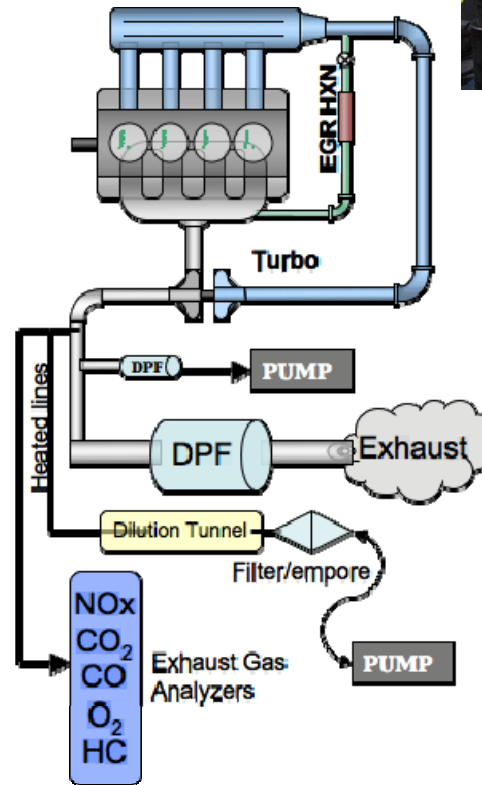 EGR HXN
Turbo
DPF
PUMP
Heated lines
DPF
Exhaust
Dilution Tunnel
Filter/empore
NOx
CO2
CO
O2
HC
Exhaust Gas
Analyzers
PUMP